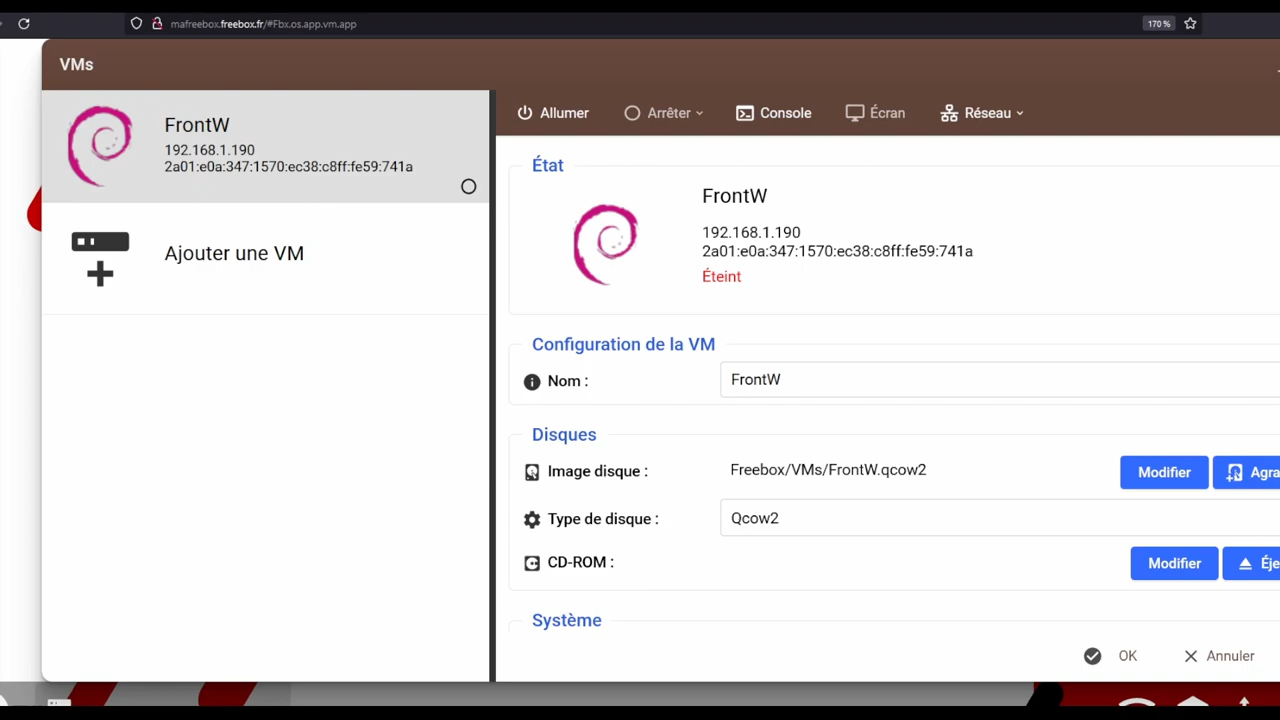 mafreebox.freebox.fr/#Fbx.os.app.vm.app
170 %
VMs
FrontW
192.168.1.190
2a01:e0a:347:1570:ec38:c8ff:fe59:741a
Ajouter une VM
Allumer
Arrêter
Console
Écran
Réseau
État
FrontW
192.168.1.190
2a01:e0a:347:1570:ec38:c8ff:fe59:741a
Éteint
Configuration de la VM
Nom :
FrontW
Disques
Image disque :
Freebox/VMs/FrontW.qcow2
Modifier
Agra
Type de disque :
Qcow2
CD-ROM :
Modifier
Éje
Système
OK
Annuler